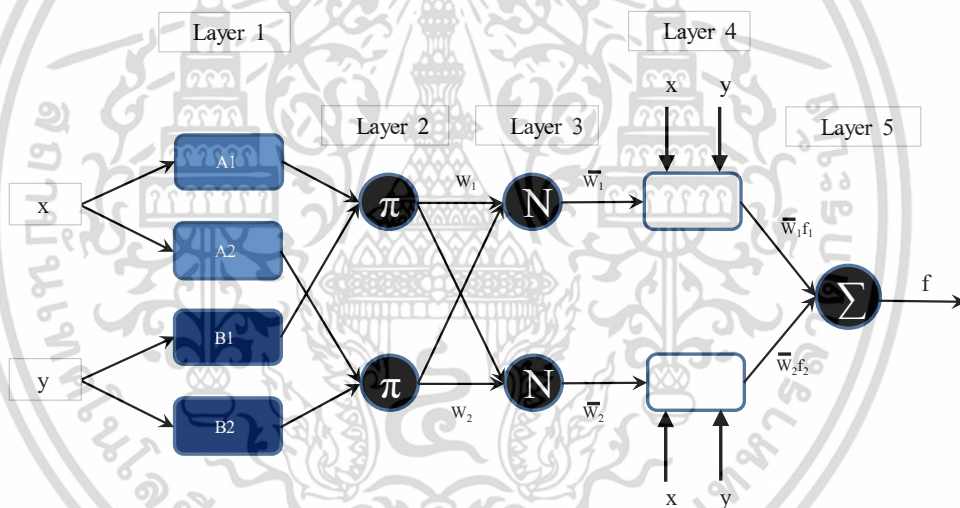 Layer 1
Layer 4
x y
Layer 2 Layer 3
Layer 5
A1
x
W₁
W̅₁
π
N
A2
W̅₁f₁
f
Σ
B1
y
W̅₂f₂
π
N
W₂
W̅₂
B2
x y